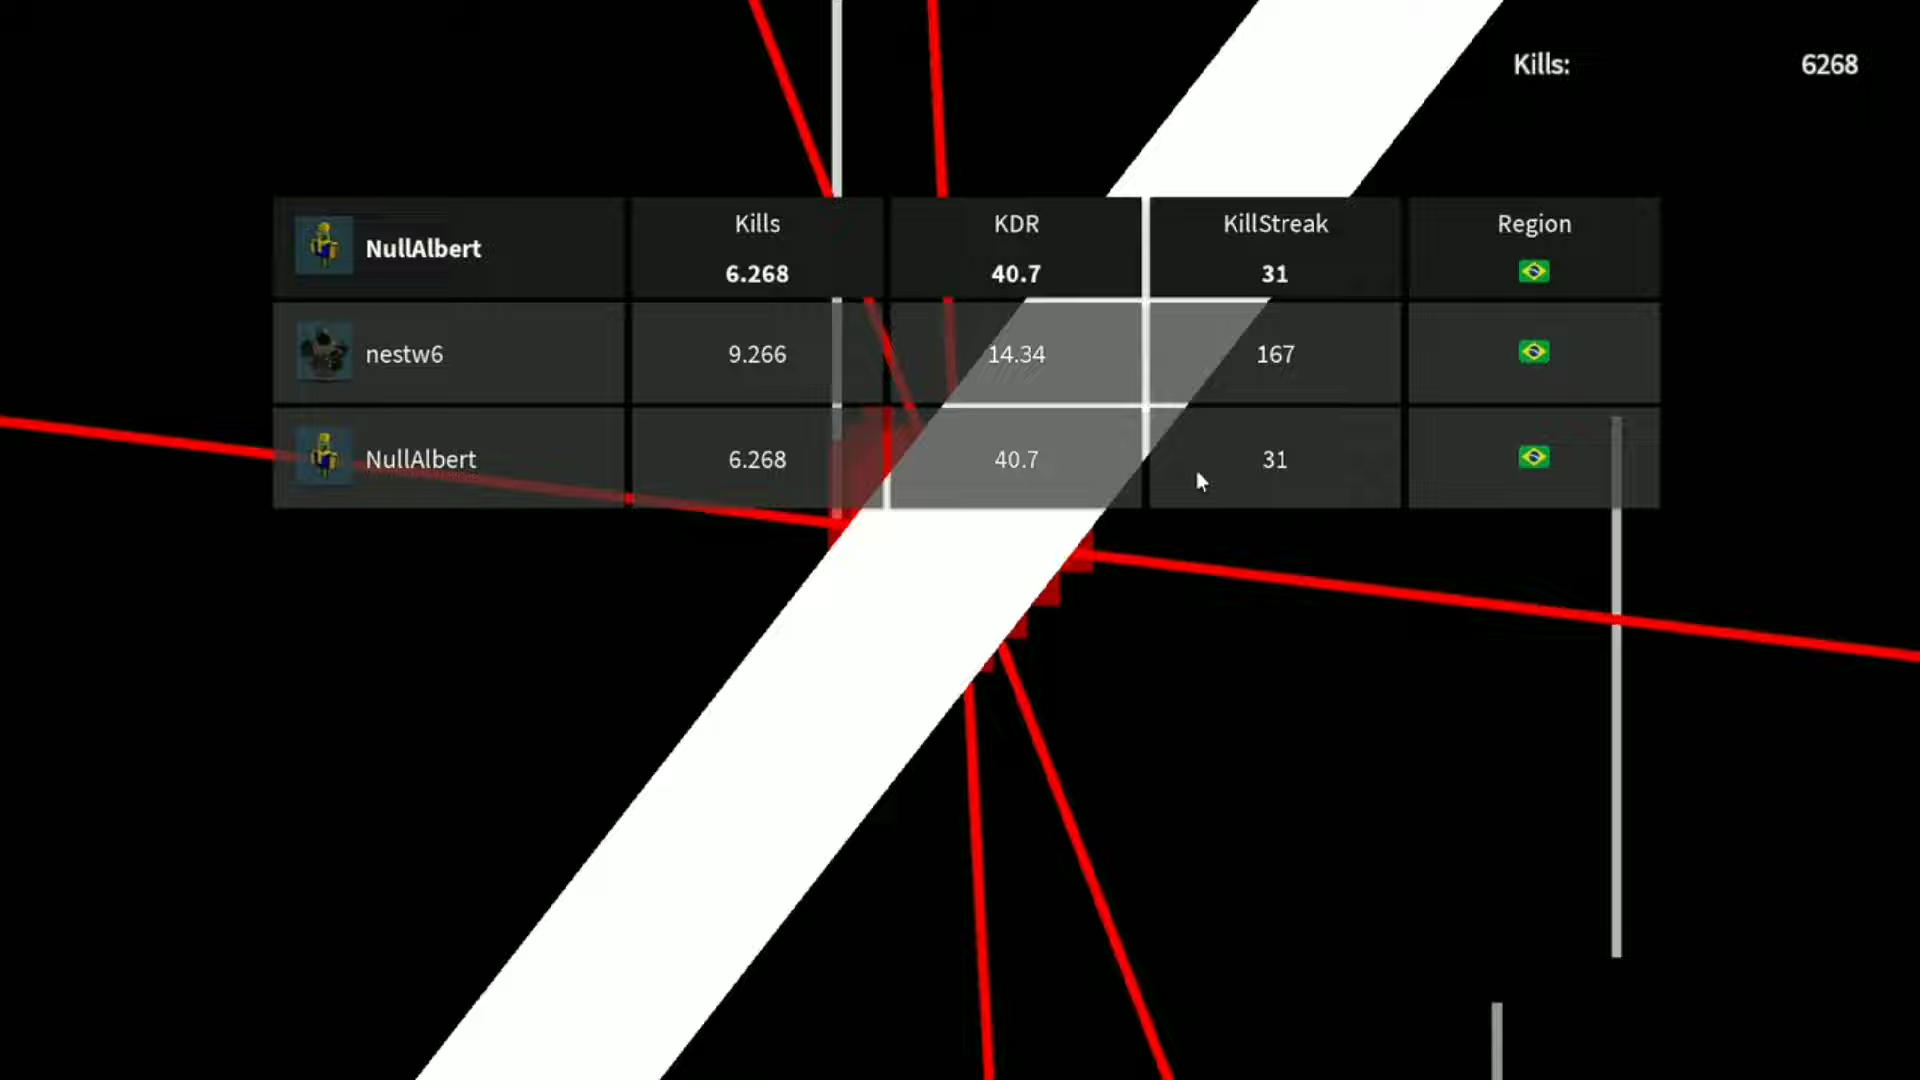 Kills: 6268
NullAlbert Kills KDR KillStreak Region
6.268 40.7 31
nestw6 9.266 14.34 167
NullAlbert 6.268 40.7 31